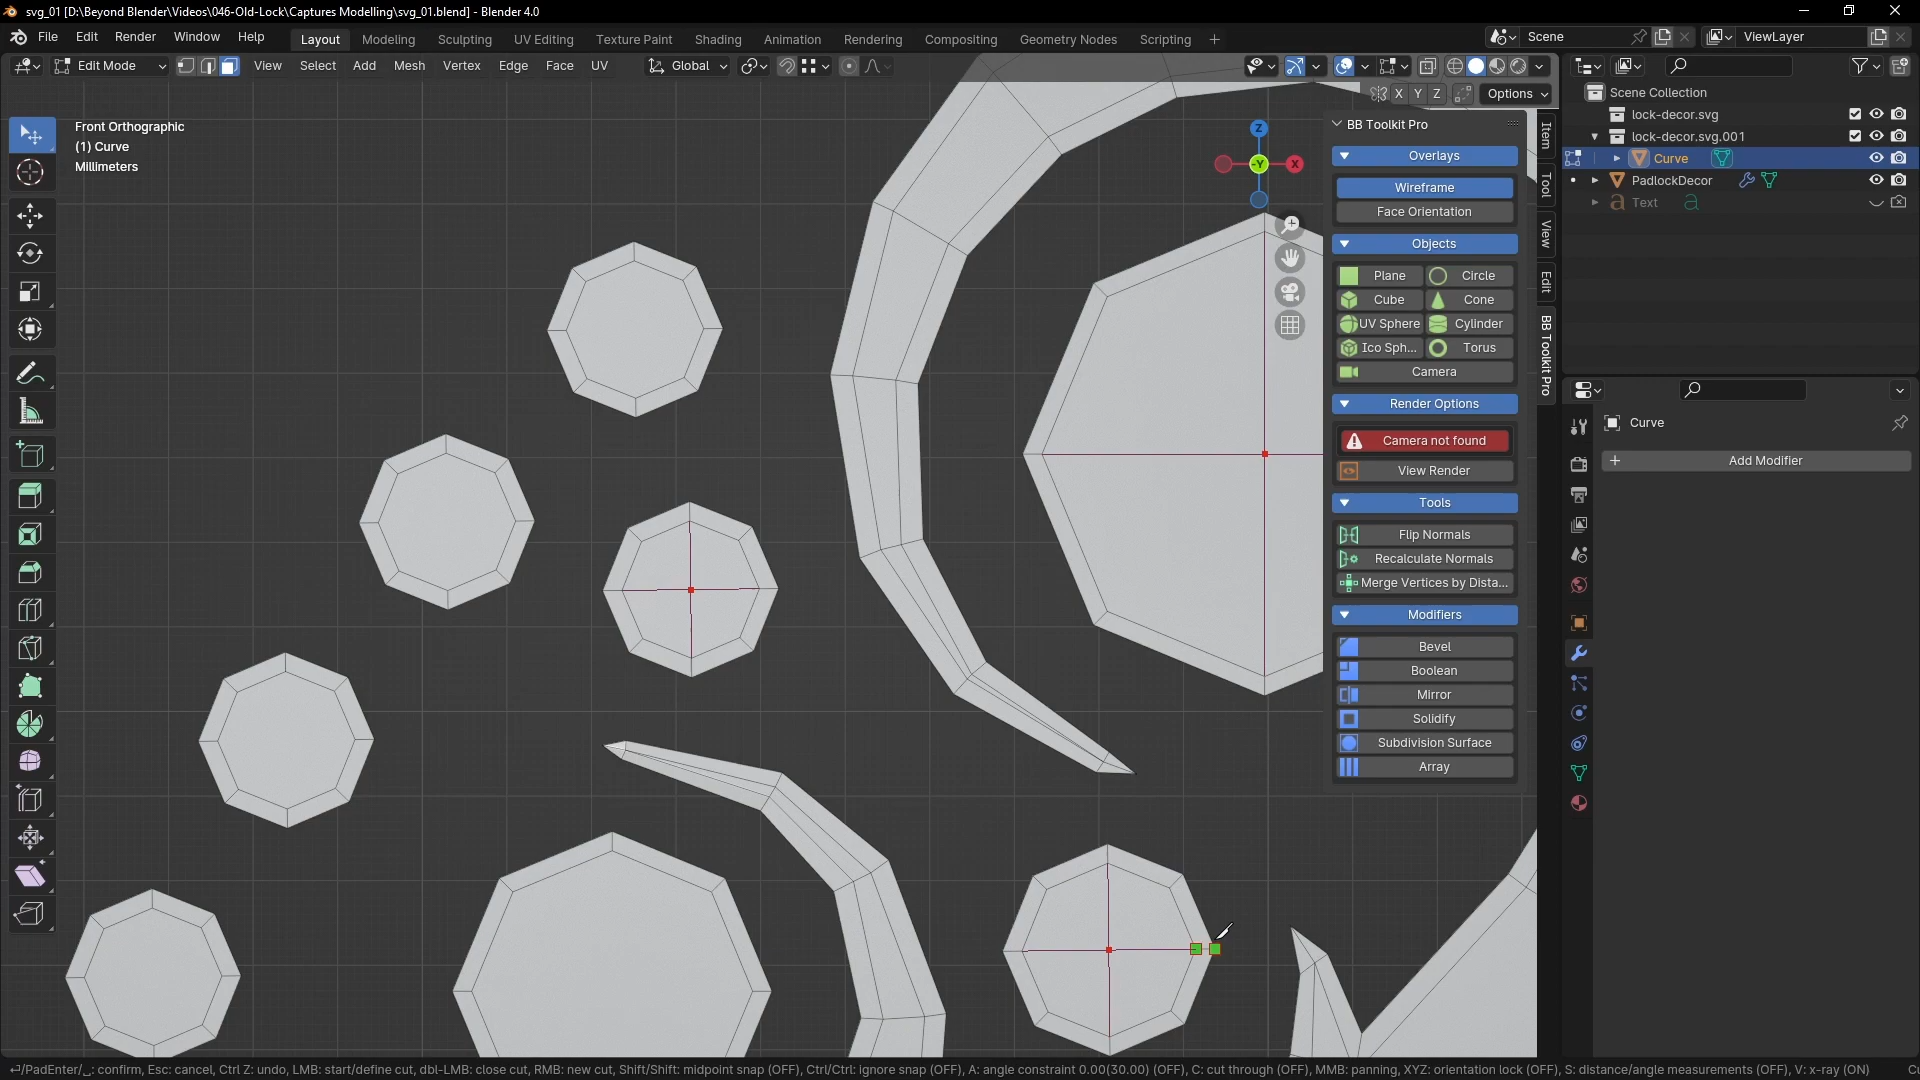 svg_01 [D:\Beyond Blender\Videos\046-Old-Lock\Captures Modelling\svg_01.blend] - Blender 4.0
File Edit Render Window Help Layout Modeling Sculpting UV Editing Texture Paint Shading Animation Rendering Compositing Geometry Nodes Scripting + Scene ViewLayer
Edit Mode View Select Add Mesh Vertex Edge Face UV Global
X Y Z Options
Front Orthographic
(1) Curve
Millimeters
Z
-Y
X
BB Toolkit Pro
Overlays
Wireframe
Face Orientation
Objects
Plane Circle
Cube Cone
UV Sphere Cylinder
Ico Sph... Torus
Camera
Render Options
Camera not found
View Render
Tools
Flip Normals
Recalculate Normals
Merge Vertices by Dista...
Modifiers
Bevel
Boolean
Mirror
Solidify
Subdivision Surface
Array
Item
Tool
View
Edit
BB Toolkit Pro
Scene Collection
lock-decor.svg
lock-decor.svg.001
Curve
PadlockDecor
Text
Curve
+ Add Modifier
⏎/PadEnter/␣: confirm, Esc: cancel, Ctrl Z: undo, LMB: start/define cut, dbl-LMB: close cut, RMB: new cut, Shift/Shift: midpoint snap (OFF), Ctrl/Ctrl: ignore snap (OFF), A: angle constraint 0.00(30.00) (OFF), C: cut through (OFF), MMB: panning, XYZ: orientation lock (OFF), S: distance/angle measurements (OFF), V: x-ray (ON)